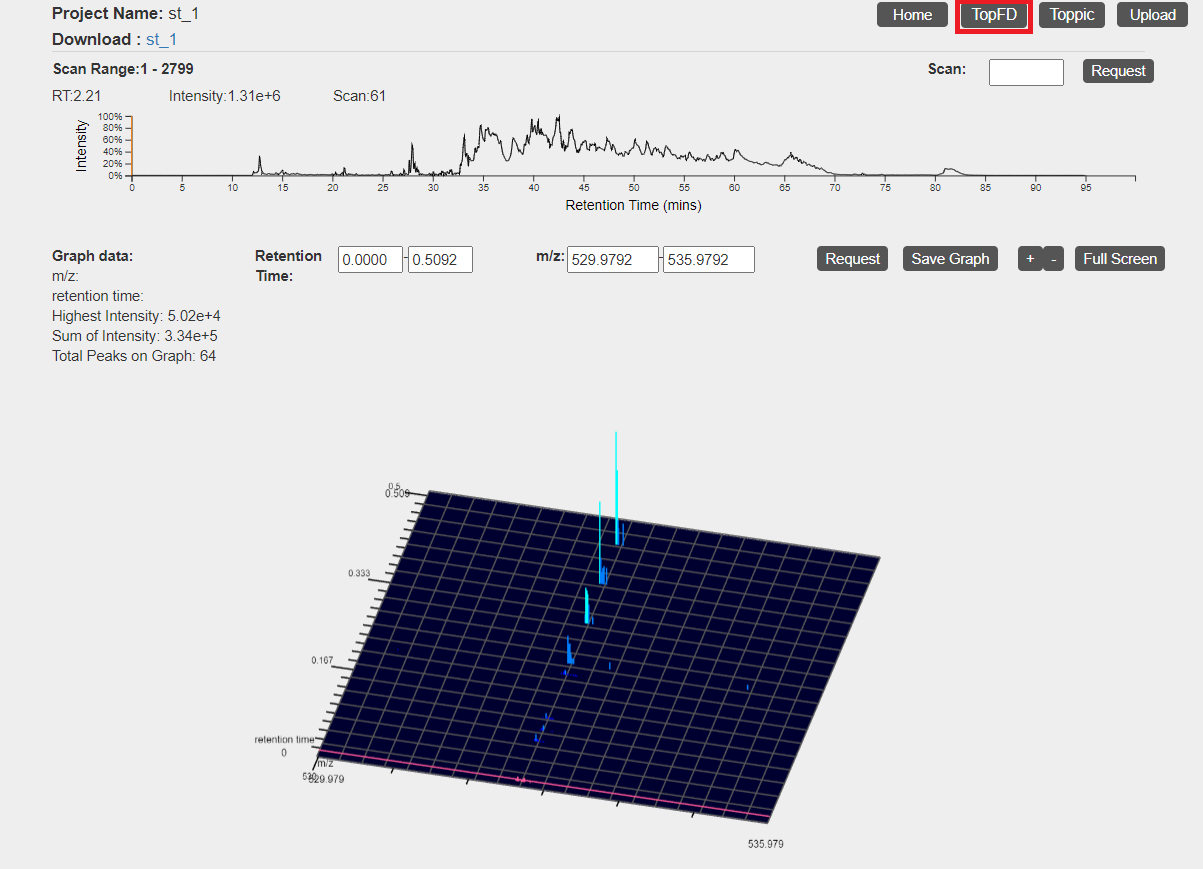 Project Name: st_1
Home TopFD Toppic Upload
Download : st_1
Scan Range:1 - 2799
Scan: Request
RT:2.21 Intensity:1.31e+6 Scan:61
Intensity
100%
80%
60%
40%
20%
0%
0 5 10 15 20 25 30 35 40 45 50 55 60 65 70 75 80 85 90 95
Retention Time (mins)
Graph data:
m/z:
retention time:
Highest Intensity: 5.02e+4
Sum of Intensity: 3.34e+5
Total Peaks on Graph: 64
Retention
Time:
0.0000 - 0.5092
m/z: 529.9792 - 535.9792
Request Save Graph + - Full Screen
0.5
0.509
0.333
0.167
retention time
0
m/z
530
529.979
535.979